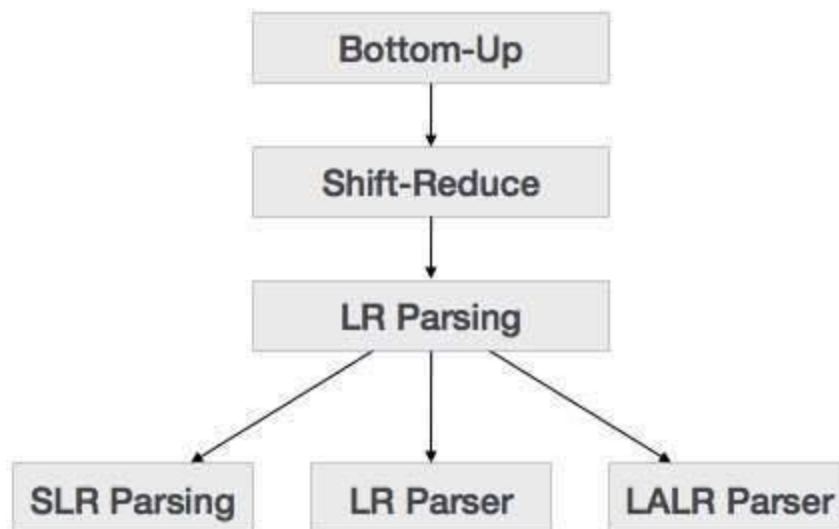 Bottom-Up
Shift-Reduce
LR Parsing
SLR Parsing
LR Parser
LALR Parser